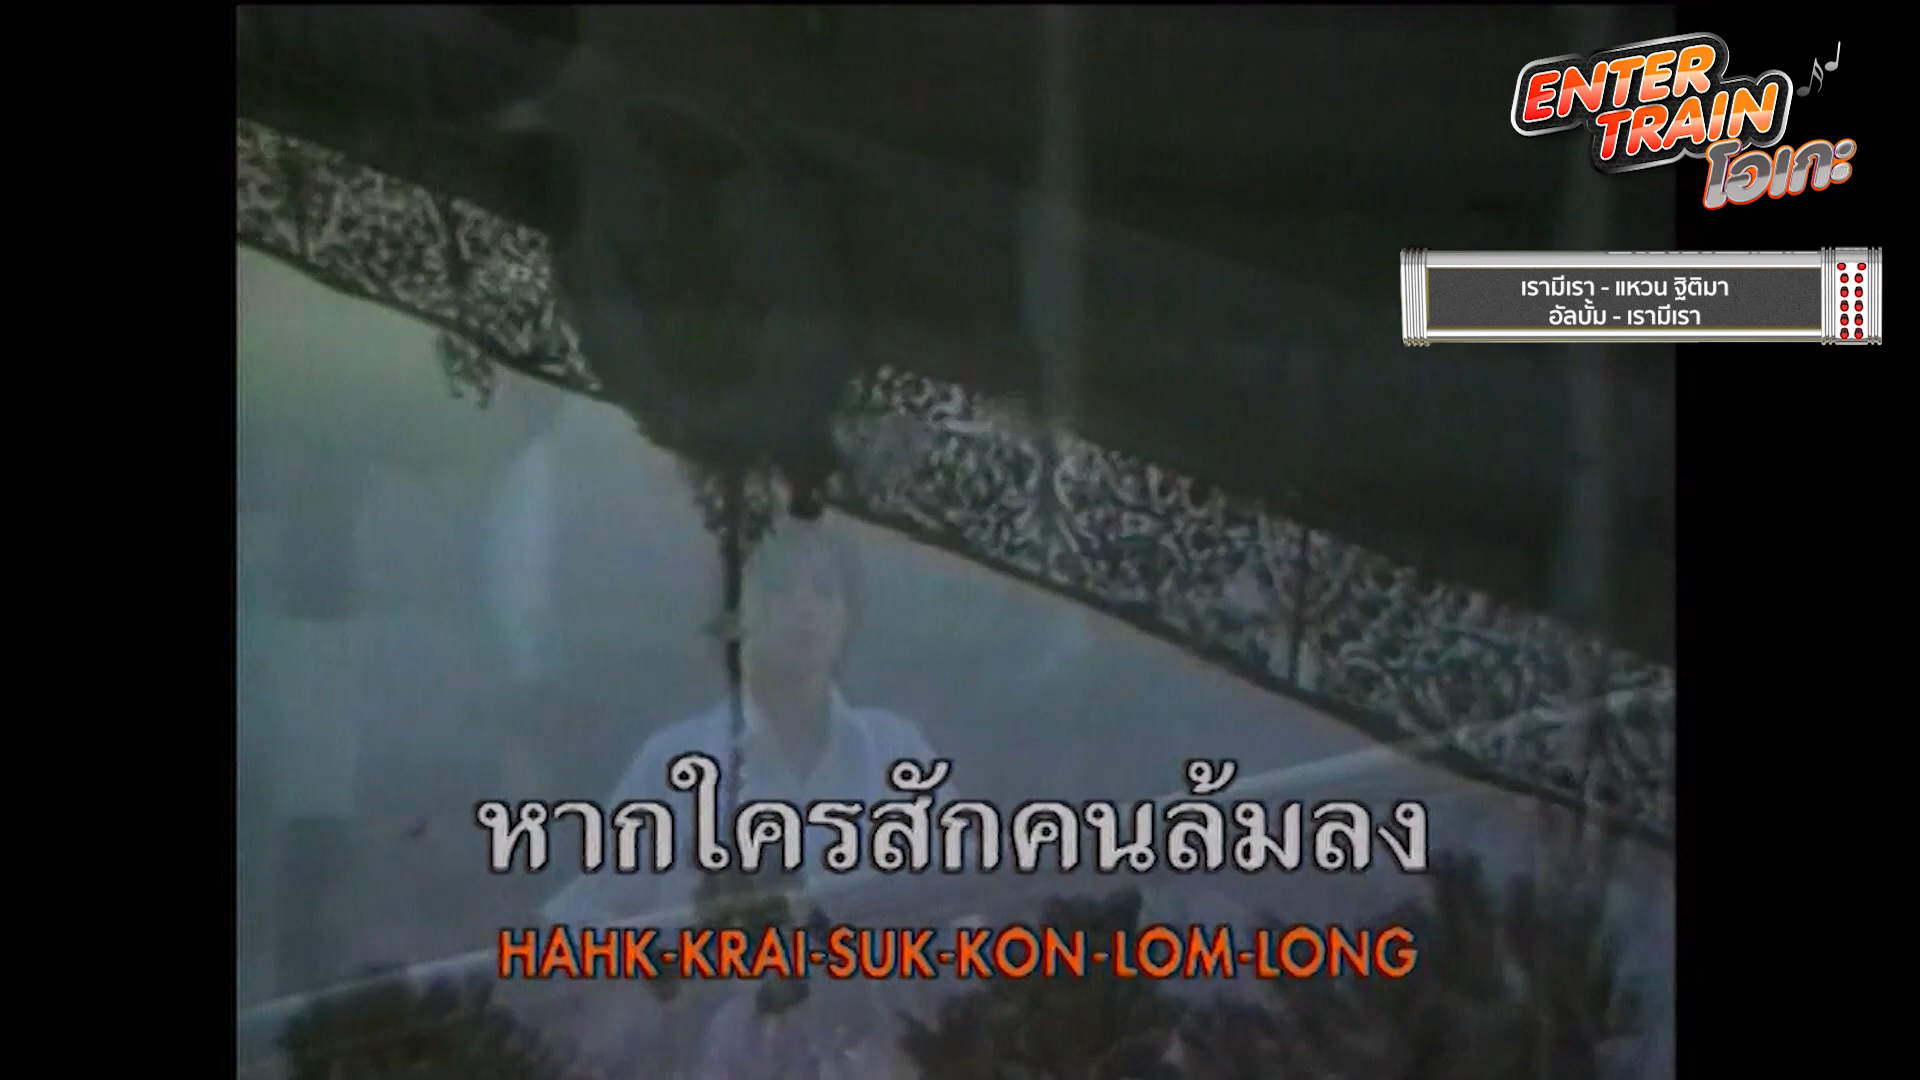 ENTER
TRAIN
โอเกะ
เรามีเรา - แหวน ฐิติมา
อัลบั้ม - เรามีเรา
หากใครสักคนล้มลง
HAHK-KRAI-SUK-KON-LOM-LONG